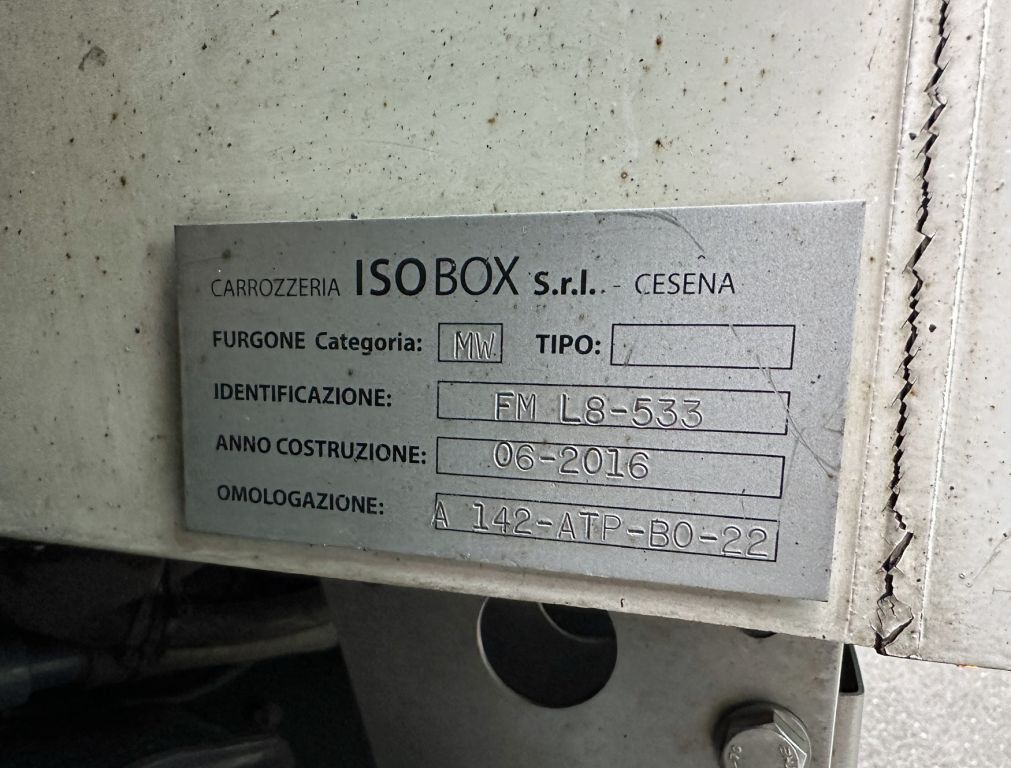 CARROZZERIA ISOBOX S.r.l. - CESENA
FURGONE Categoria: MW TIPO:
IDENTIFICAZIONE: FM L8-533
ANNO COSTRUZIONE: 06-2016
OMOLOGAZIONE: A 142-ATP-BO-22